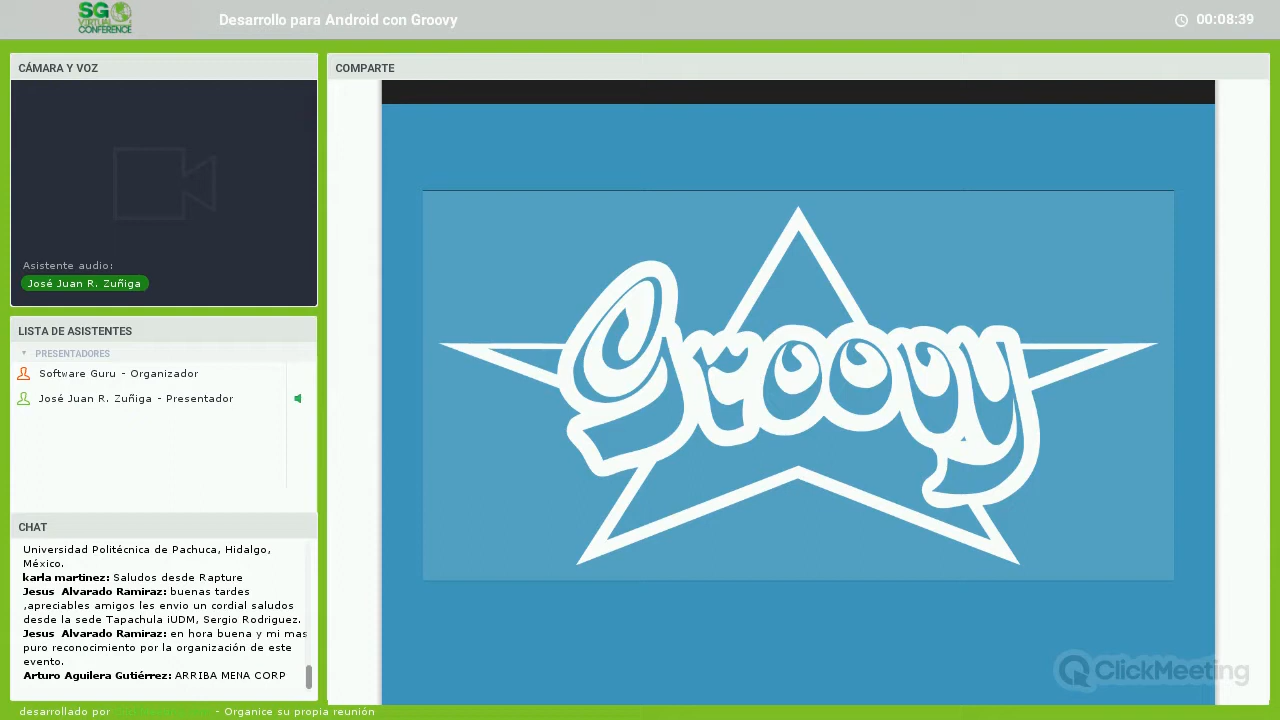 SG
VIRTUAL
CONFERENCE
Desarrollo para Android con Groovy
00:08:39
CÁMARA Y VOZ
COMPARTE
Asistente audio:
José Juan R. Zuñiga
LISTA DE ASISTENTES
PRESENTADORES
Software Guru - Organizador
José Juan R. Zuñiga - Presentador
Groovy
CHAT
Universidad Politécnica de Pachuca, Hidalgo,
México.
karla martinez: Saludos desde Rapture
Jesus Alvarado Ramiraz: buenas tardes
,apreciables amigos les envio un cordial saludos
desde la sede Tapachula iUDM, Sergio Rodriguez.
Jesus Alvarado Ramiraz: en hora buena y mi mas
puro reconocimiento por la organización de este
evento.
Arturo Aguilera Gutiérrez: ARRIBA MENA CORP
ClickMeeting
desarrollado por - Organice su propia reunión